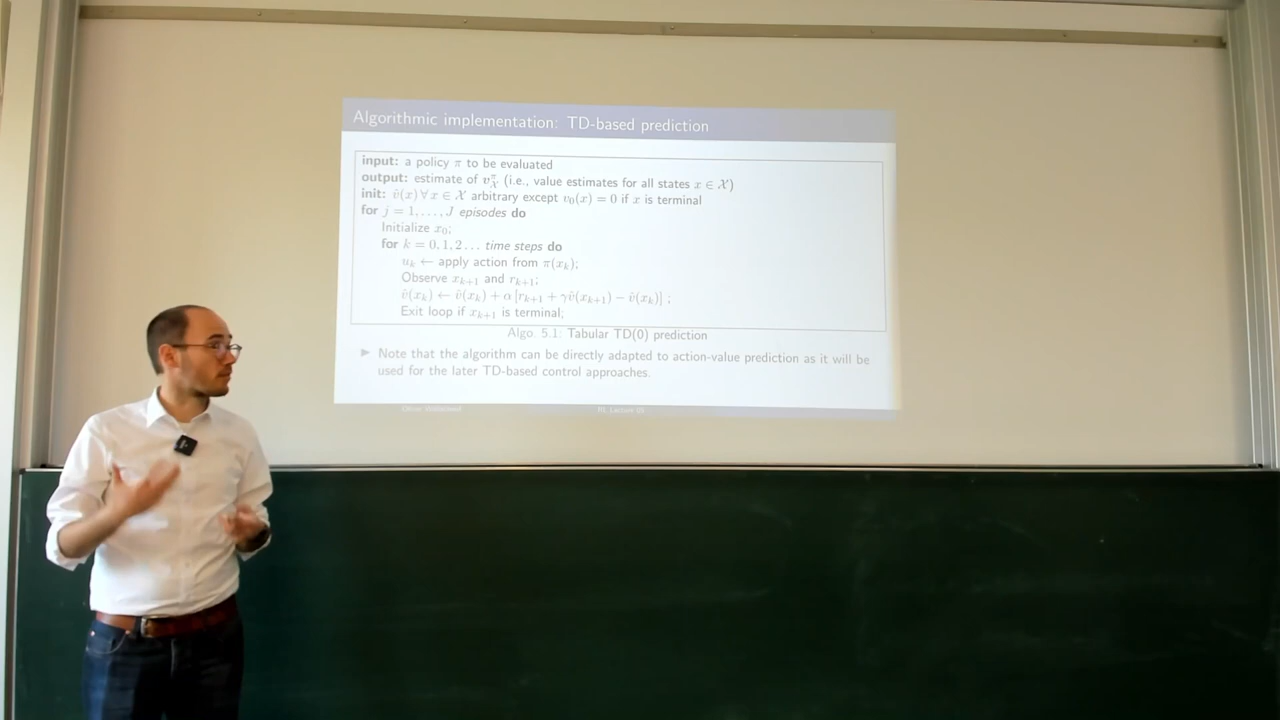 Algorithmic implementation: TD-based prediction
input: a policy π to be evaluated
output: estimate of v_𝒳^π (i.e., value estimates for all states x ∈ 𝒳)
init: v̂(x) ∀ x ∈ 𝒳 arbitrary except v₀(x) = 0 if x is terminal
for j = 1, . . . , J episodes do
Initialize x₀;
for k = 0, 1, 2 . . . time steps do
u_k ← apply action from π(x_k);
Observe x_{k+1} and r_{k+1};
v̂(x_k) ← v̂(x_k) + α [r_{k+1} + γv̂(x_{k+1}) − v̂(x_k)] ;
Exit loop if x_{k+1} is terminal;
Algo. 5.1: Tabular TD(0) prediction
▶ Note that the algorithm can be directly adapted to action-value prediction as it will be
used for the later TD-based control approaches.
RL Lecture 05